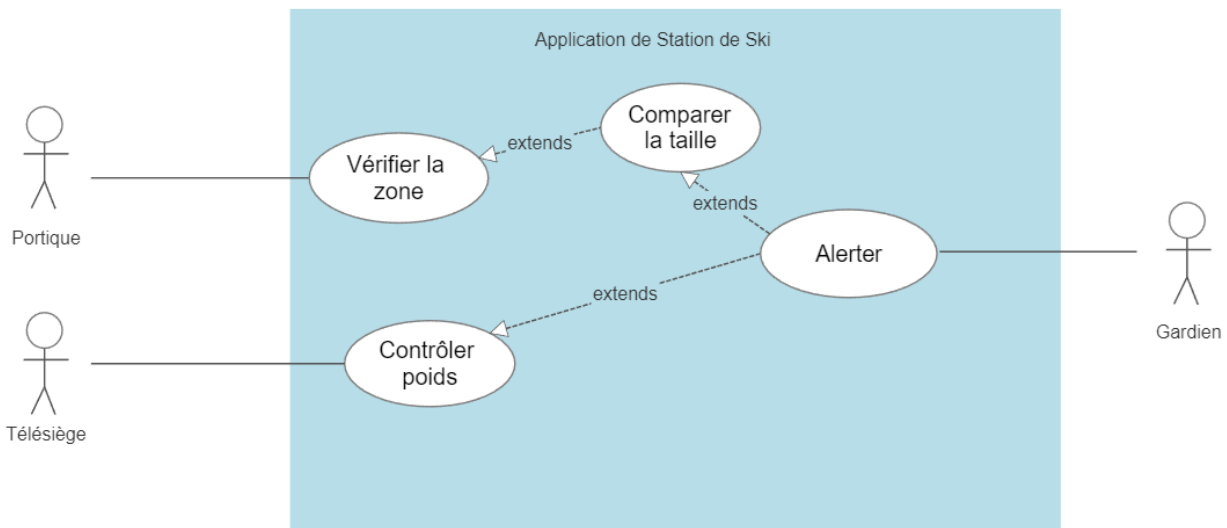 Application de Station de Ski
Comparer
la taille
extends
Vérifier la
zone
extends
Portique
Alerter
Gardien
extends
Contrôler
poids
Télésiège